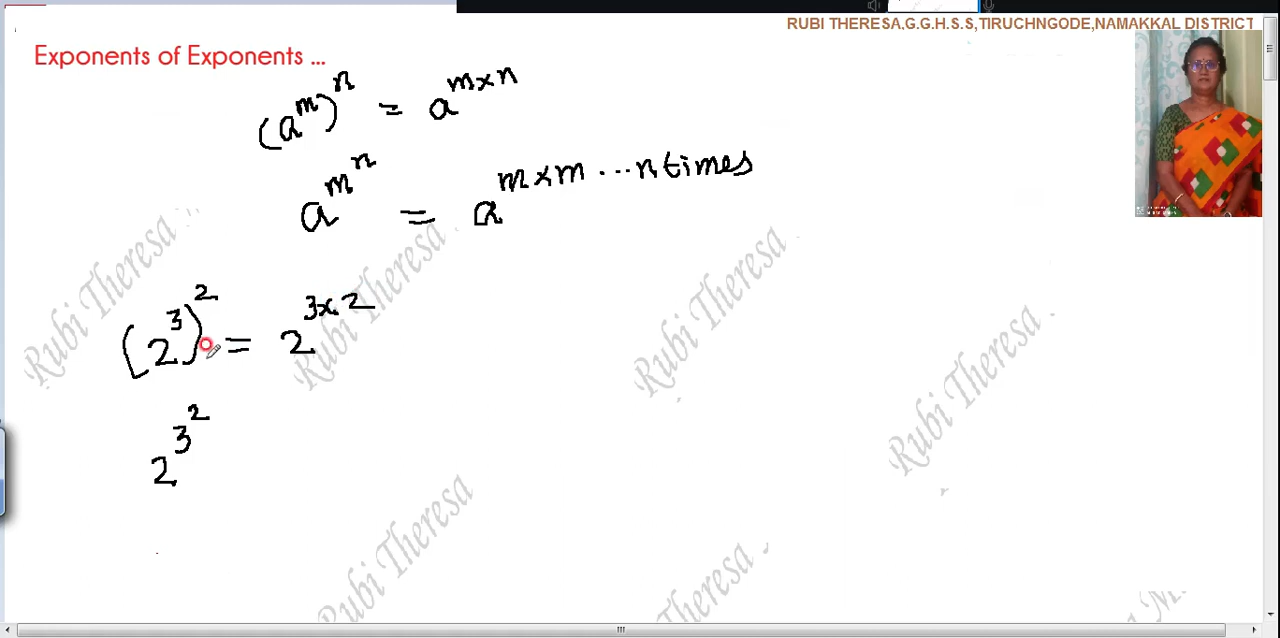 RUBI THERESA,G.G.H.S.S,TIRUCHNGODE,NAMAKKAL DISTRICT
Exponents of Exponents ...
(a^m)^n = a^(m×n)
a^(m^n) = a^(m×m ...n times)
(2^3)^2 = 2^(3×2)
2^(3^2)
Rubi Theresa
Rubi Theresa
Rubi Theresa
Rubi Theresa
Rubi Theresa
Rubi Theresa